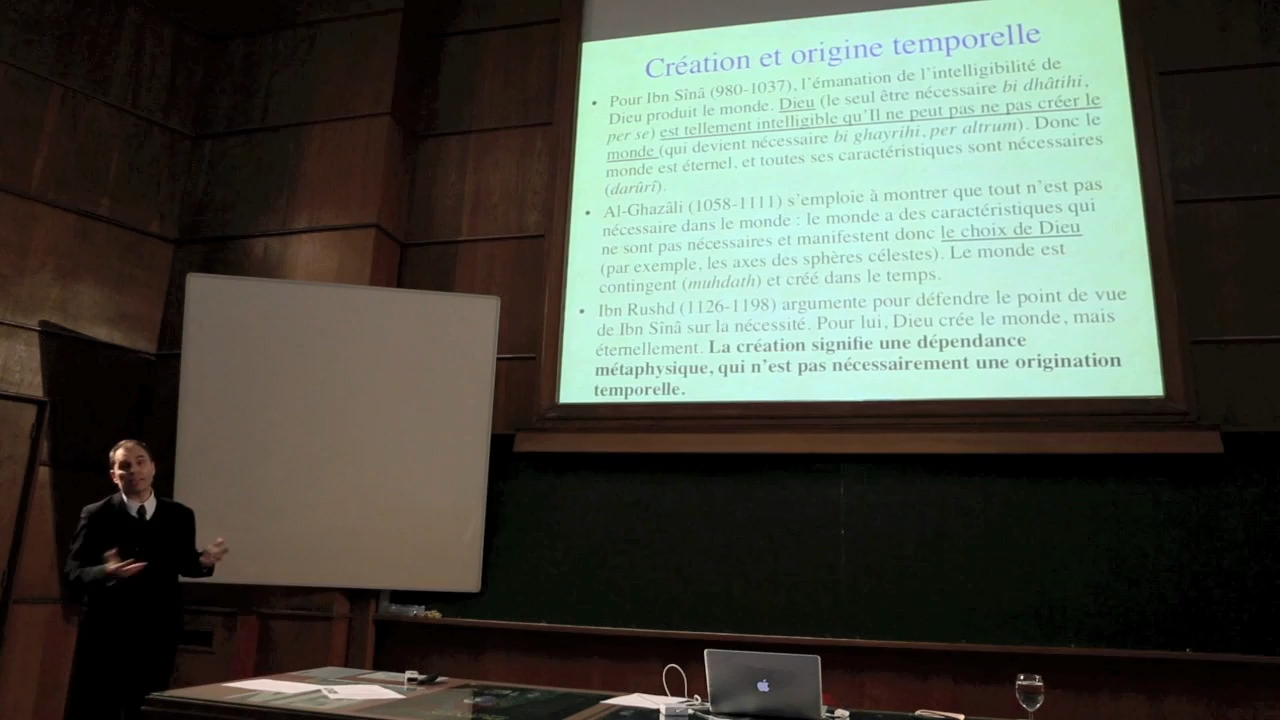 Création et origine temporelle
• Pour Ibn Sînâ (980-1037), l'émanation de l'intelligibilité de
Dieu produit le monde. Dieu (le seul être nécessaire bi dhâtihi,
per se) est tellement intelligible qu'Il ne peut pas ne pas créer le
monde (qui devient nécessaire bi ghayrihi, per altrum). Donc le
monde est éternel, et toutes ses caractéristiques sont nécessaires
(darûrî).
• Al-Ghazâli (1058-1111) s'emploie à montrer que tout n'est pas
nécessaire dans le monde : le monde a des caractéristiques qui
ne sont pas nécessaires et manifestent donc le choix de Dieu
(par exemple, les axes des sphères célestes). Le monde est
contingent (muhdath) et créé dans le temps.
• Ibn Rushd (1126-1198) argumente pour défendre le point de vue
de Ibn Sînâ sur la nécessité. Pour lui, Dieu crée le monde, mais
éternellement. La création signifie une dépendance
métaphysique, qui n'est pas nécessairement une origination
temporelle.